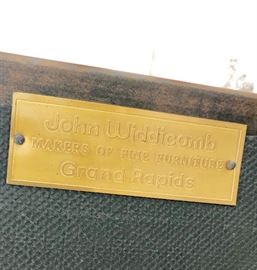 John Widdicomb
MAKERS OF FINE FURNITURE
Grand Rapids